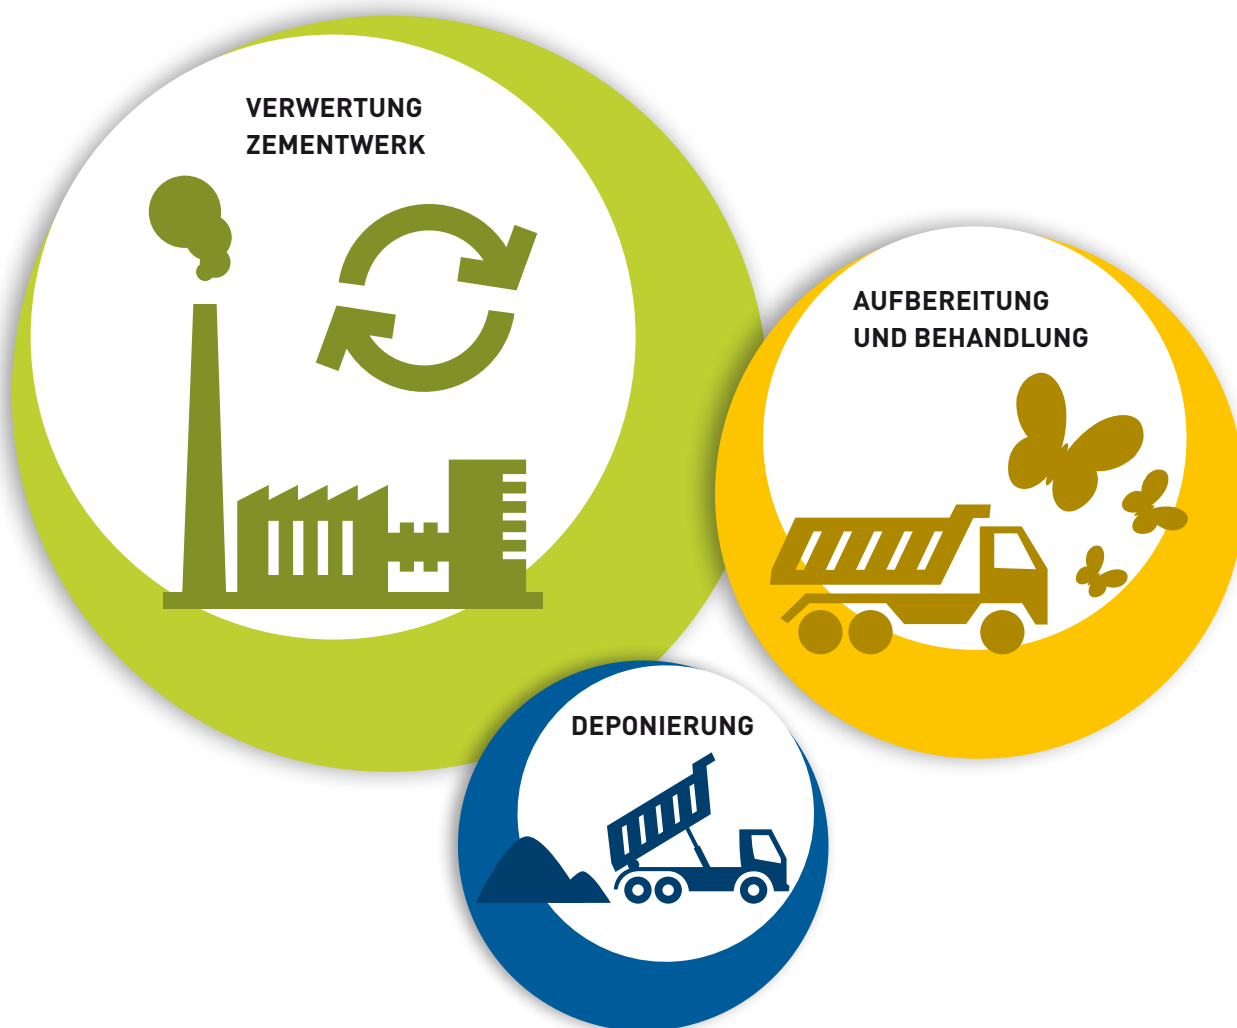 VERWERTUNG
ZEMENTWERK
AUFBEREITUNG
UND BEHANDLUNG
DEPONIERUNG